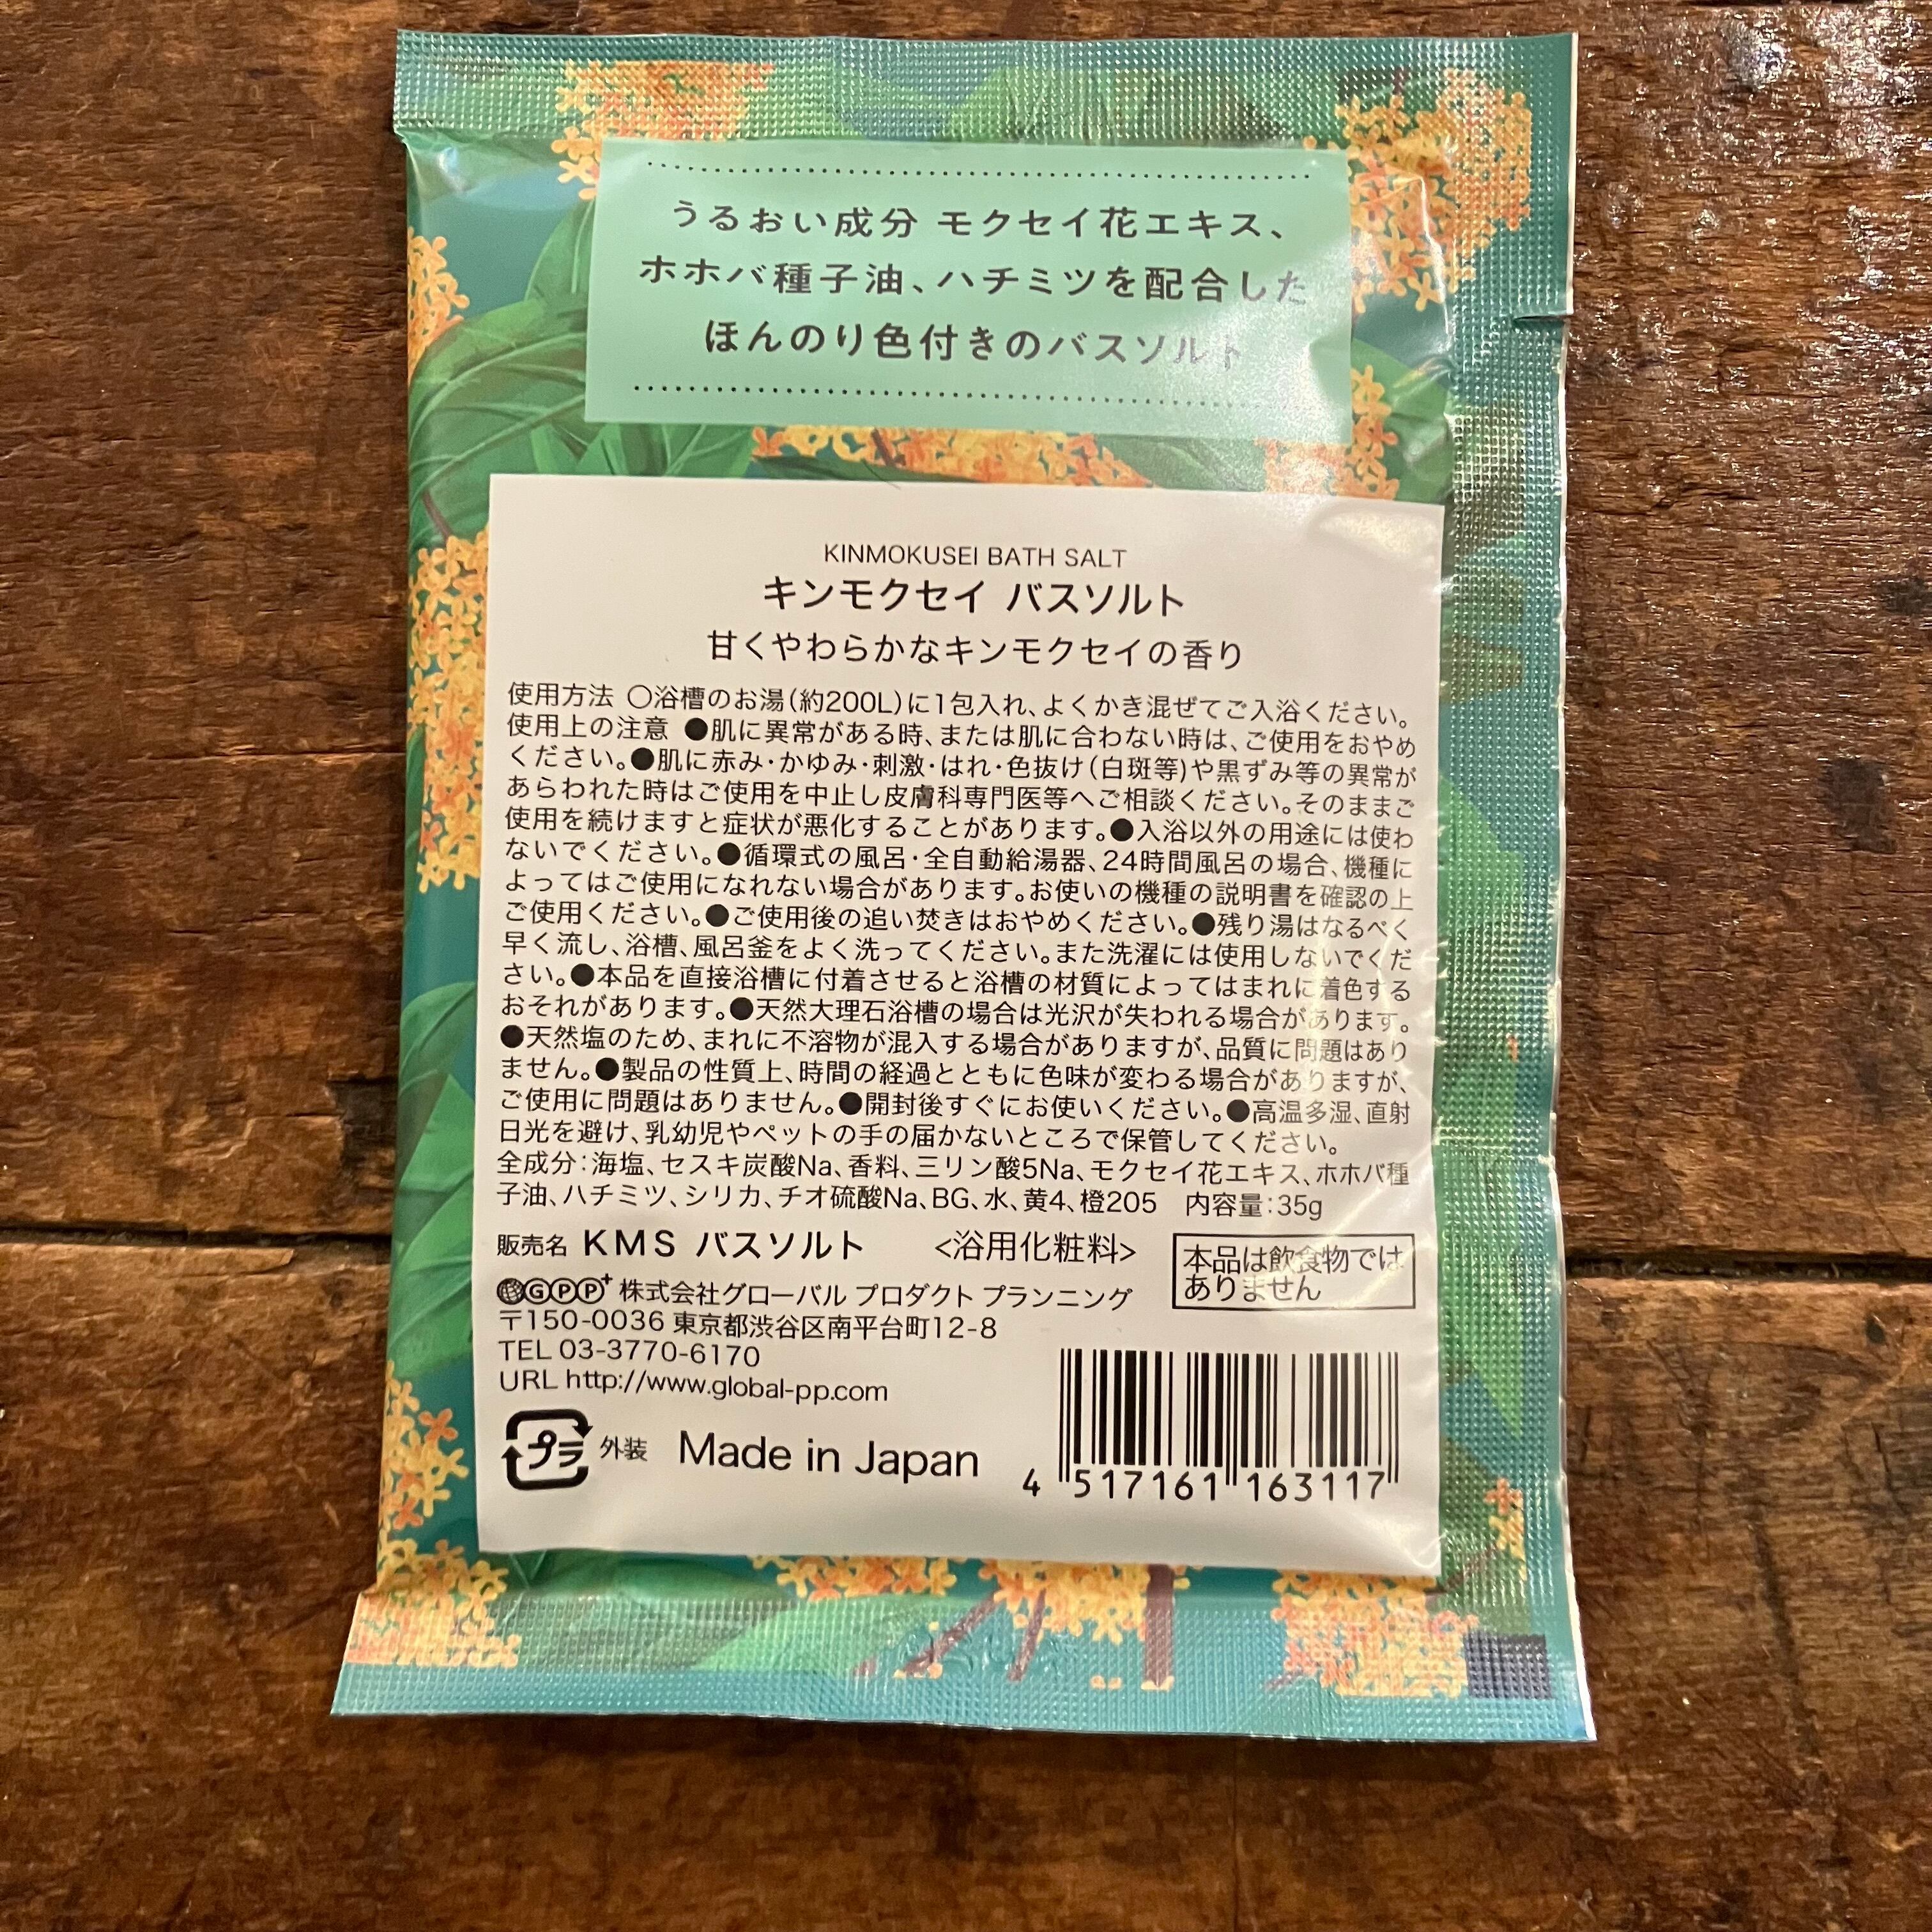 うるおい成分 モクセイ花エキス、
ホホバ種子油、ハチミツを配合した
ほんのり色付きのバスソルト
KINMOKUSEI BATH SALT
キンモクセイ バスソルト
甘くやわらかなキンモクセイの香り
使用方法 〇浴槽のお湯(約200L)に1包入れ、よくかき混ぜてご入浴ください。
使用上の注意 ●肌に異常がある時、または肌に合わない時は、ご使用をおやめ
ください。●肌に赤み・かゆみ・刺激・はれ・色抜け(白斑等)や黒ずみ等の異常が
あらわれた時はご使用を中止し皮膚科専門医等へご相談ください。そのままご
使用を続けますと症状が悪化することがあります。●入浴以外の用途には使わ
ないでください。●循環式の風呂・全自動給湯器、24時間風呂の場合、機種に
よってはご使用になれない場合があります。お使いの機種の説明書を確認の上
ご使用ください。●ご使用後の追い焚きはおやめください。●残り湯はなるべく
早く流し、浴槽、風呂釜をよく洗ってください。また洗濯には使用しないでくだ
さい。●本品を直接浴槽に付着させると浴槽の材質によってはまれに着色する
おそれがあります。●天然大理石浴槽の場合は光沢が失われる場合があります。
●天然塩のため、まれに不溶物が混入する場合がありますが、品質に問題はあり
ません。●製品の性質上、時間の経過とともに色味が変わる場合がありますが、
ご使用に問題はありません。●開封後すぐにお使いください。●高温多湿、直射
日光を避け、乳幼児やペットの手の届かないところで保管してください。
全成分:海塩、セスキ炭酸Na、香料、三リン酸5Na、モクセイ花エキス、ホホバ種
子油、ハチミツ、シリカ、チオ硫酸Na、BG、水、黄4、橙205 内容量:35g
販売名 KMS バスソルト <浴用化粧料>
本品は飲食物では
ありません
GPP+ 株式会社グローバル プロダクト プランニング
〒150-0036 東京都渋谷区南平台町12-8
TEL 03-3770-6170
URL http://www.global-pp.com
プラ 外装 Made in Japan
4 517161 163117